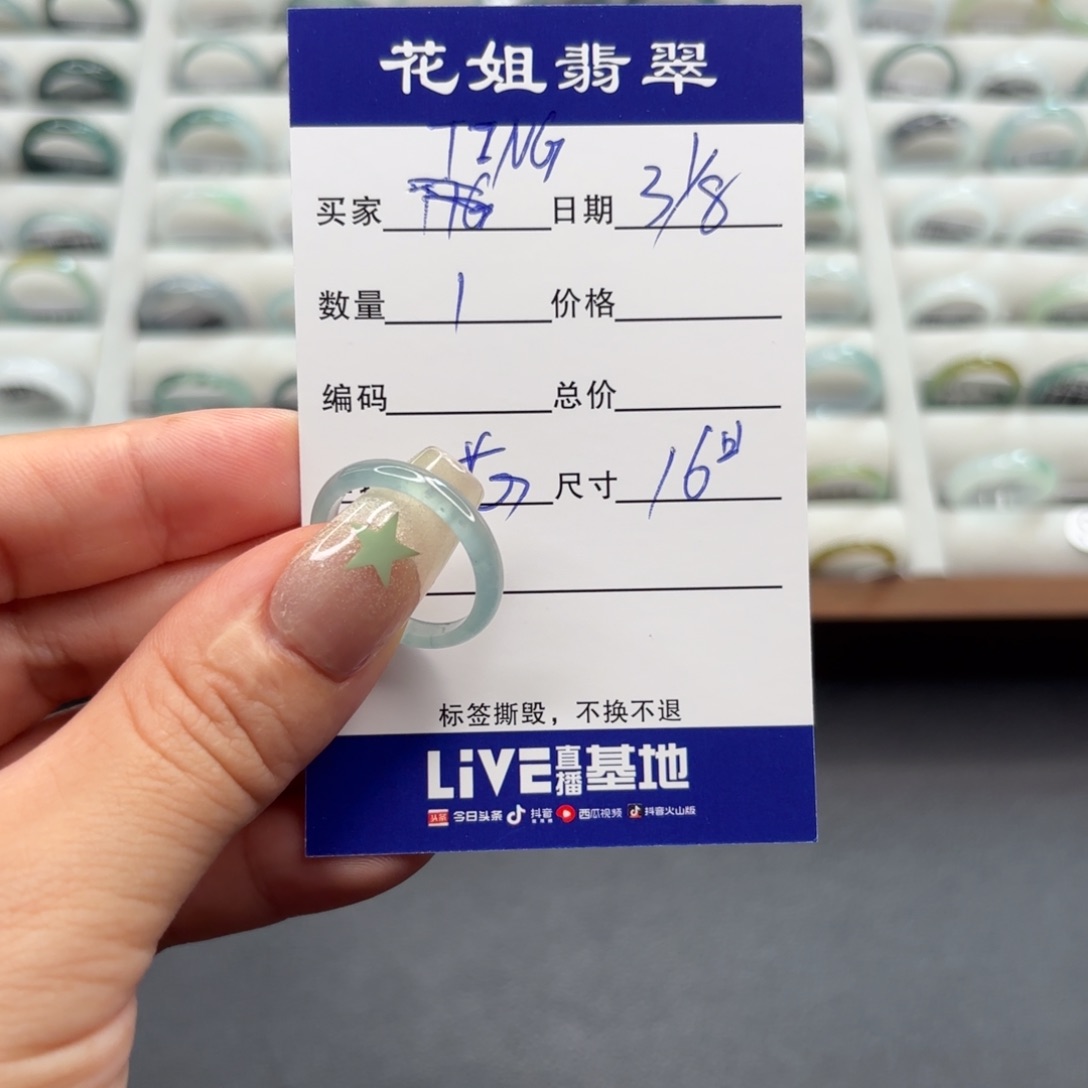 花姐翡翠
TING
买家 日期 3/8
数量 1 价格
编码 总价
尺寸 16
标签撕毁，不换不退
LiVE直播基地
头条 今日头条 抖音 西瓜视频 抖音火山版